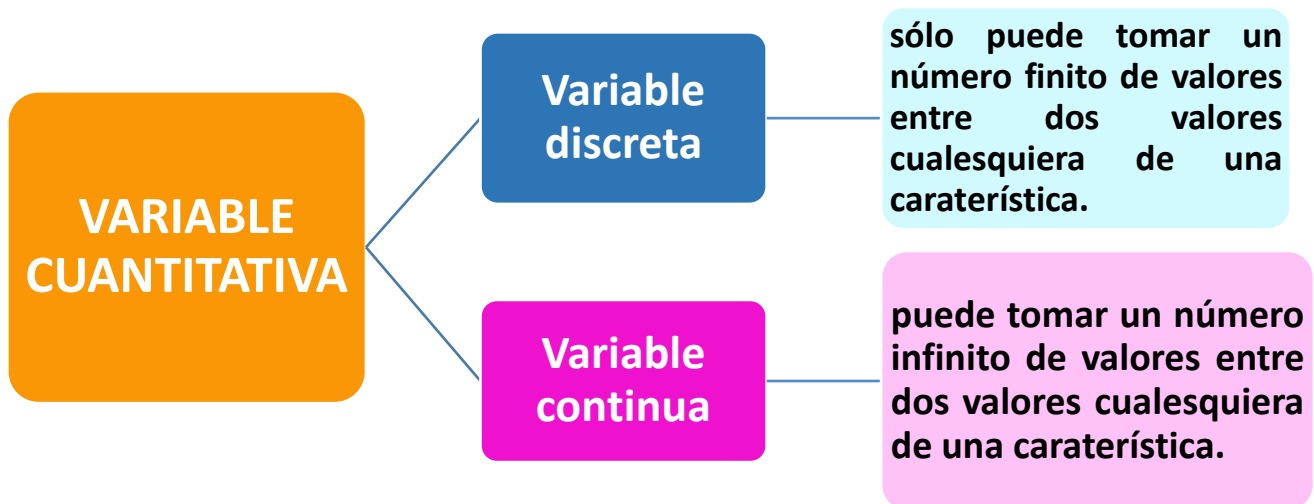 VARIABLE
CUANTITATIVA
Variable
discreta
sólo puede tomar un
número finito de valores
entre dos valores
cualesquiera de una
caraterística.
Variable
continua
puede tomar un número
infinito de valores entre
dos valores cualesquiera
de una caraterística.